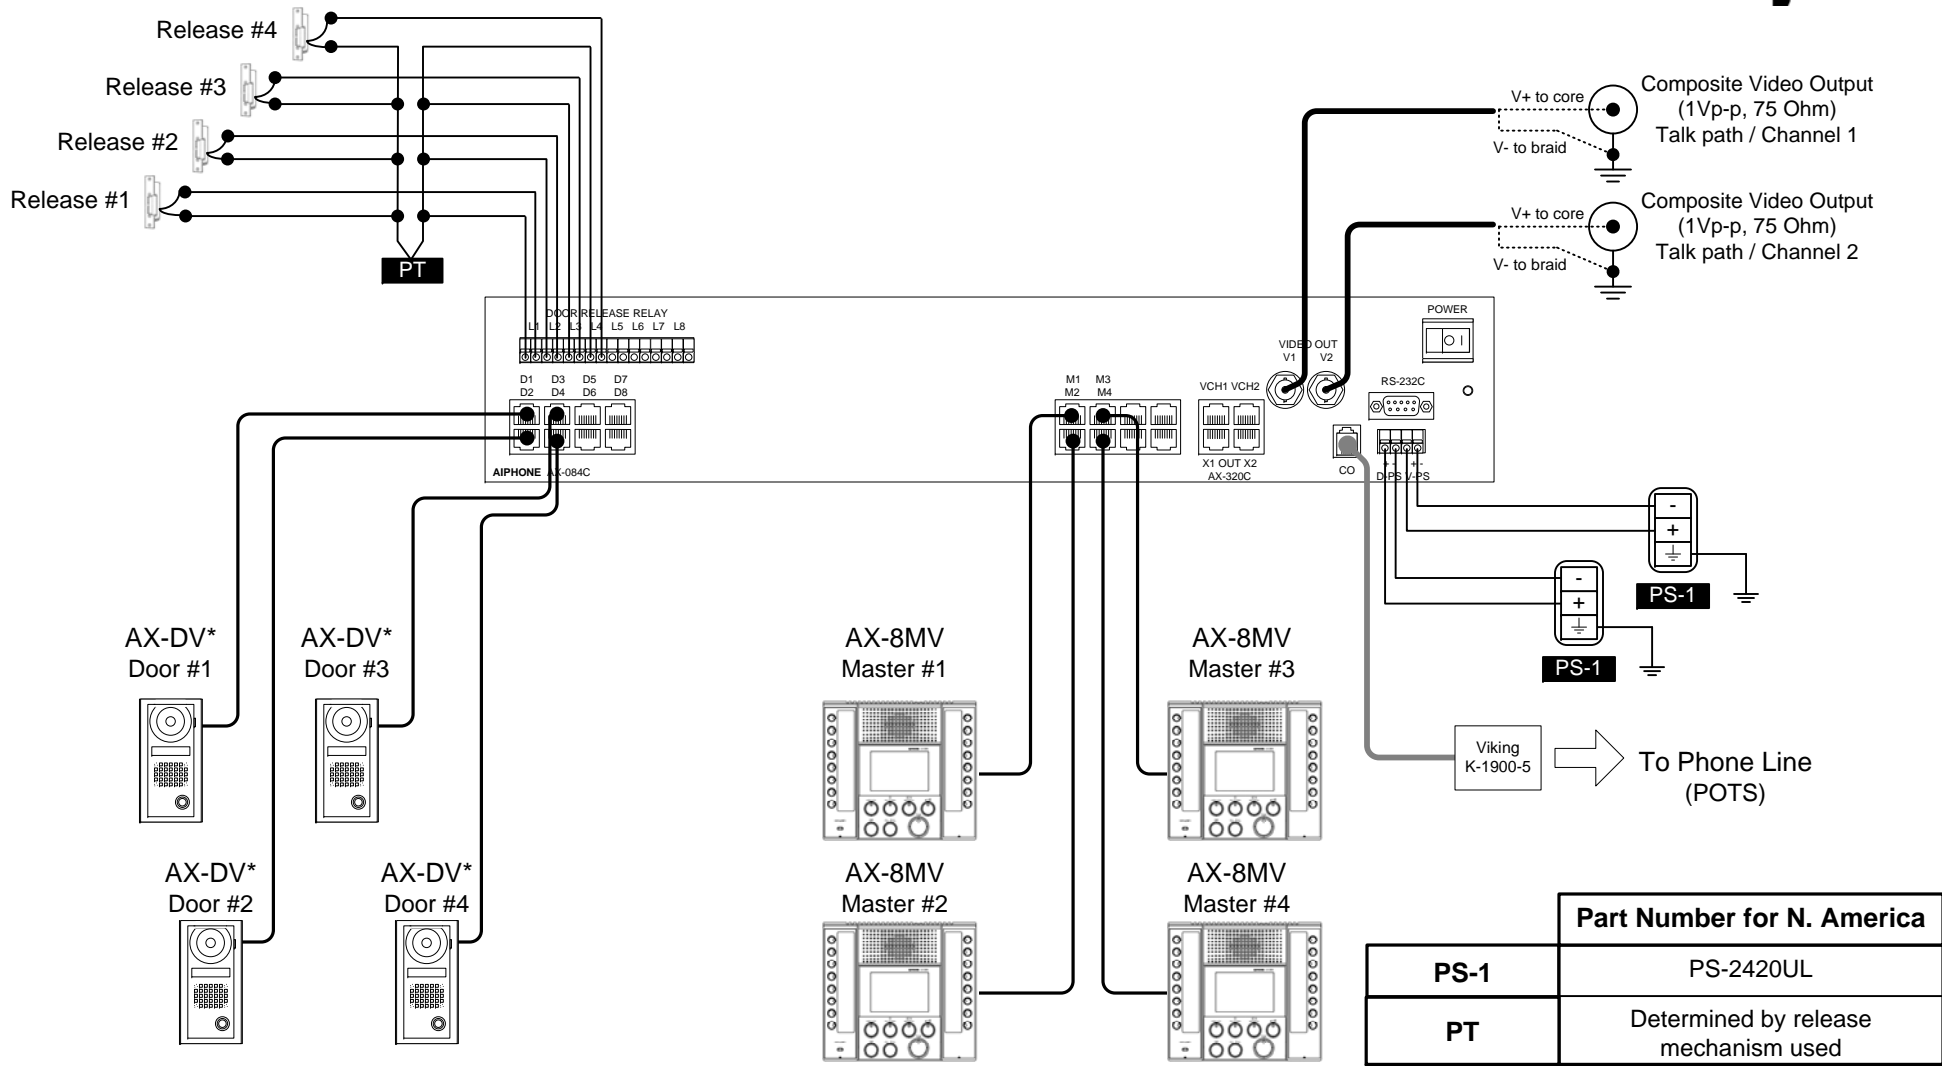 Release #4
Release #3
Release #2
Release #1
PT
V+ to core
V- to braid
Composite Video Output
(1Vp-p, 75 Ohm)
Talk path / Channel 1
V+ to core
V- to braid
Composite Video Output
(1Vp-p, 75 Ohm)
Talk path / Channel 2
DOOR RELEASE RELAY
L1 L2 L3 L4 L5 L6 L7 L8
D1 D3 D5 D7
D2 D4 D6 D8
AIPHONE AX-084C
M1 M3
M2 M4
VCH1 VCH2
X1 OUT X2
AX-320C
VIDEO OUT
V1 V2
POWER
RS-232C
CO
+ - + -
D-PS V-PS
-
+
PS-1
-
+
PS-1
AX-DV*
Door #1
AX-DV*
Door #3
AX-DV*
Door #2
AX-DV*
Door #4
AX-8MV
Master #1
AX-8MV
Master #3
AX-8MV
Master #2
AX-8MV
Master #4
Viking
K-1900-5
To Phone Line
(POTS)
Part Number for N. America
PS-1 PS-2420UL
PT Determined by release
mechanism used